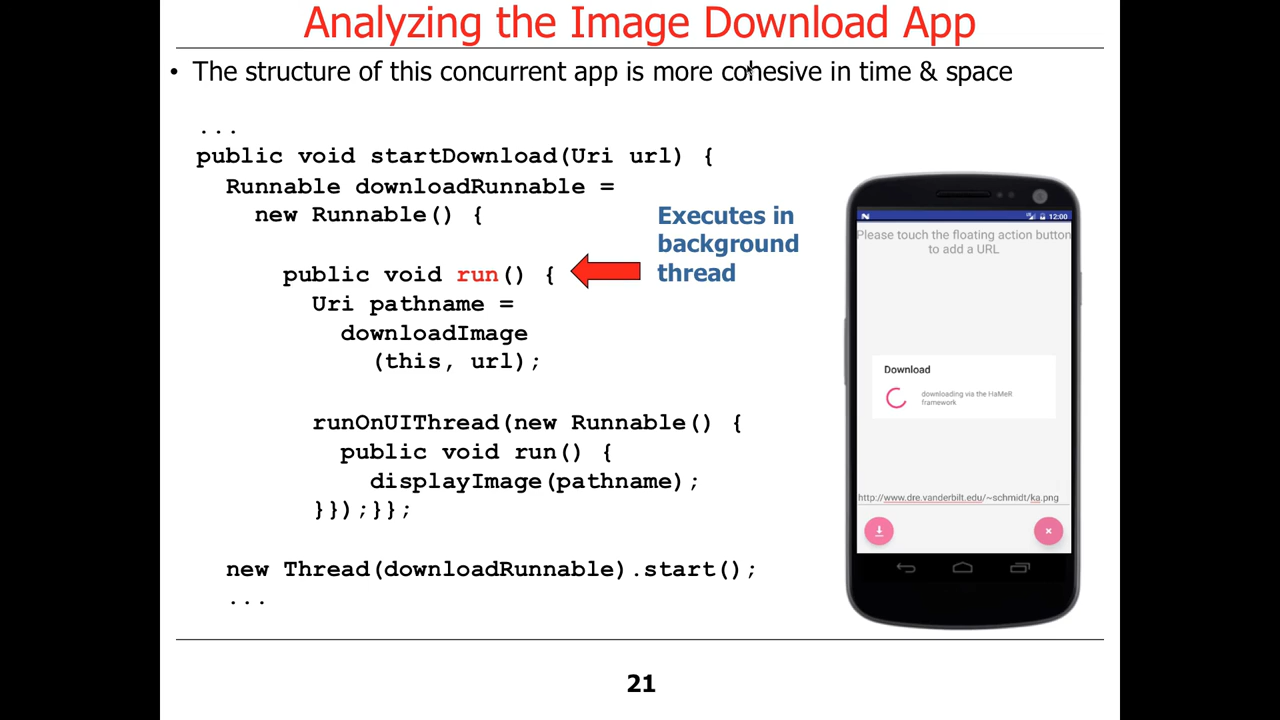 Analyzing the Image Download App
• The structure of this concurrent app is more cohesive in time & space
...
public void startDownload(Uri url) {
Runnable downloadRunnable =
new Runnable() {
public void run() {
Uri pathname =
downloadImage
(this, url);
runOnUIThread(new Runnable() {
public void run() {
displayImage(pathname);
}});}};
new Thread(downloadRunnable).start();
...
Executes in
background
thread
12:00
Please touch the floating action button
to add a URL
Download
downloading via the HaMeR
framework
http://www.dre.vanderbilt.edu/~schmidt/ka.png
21